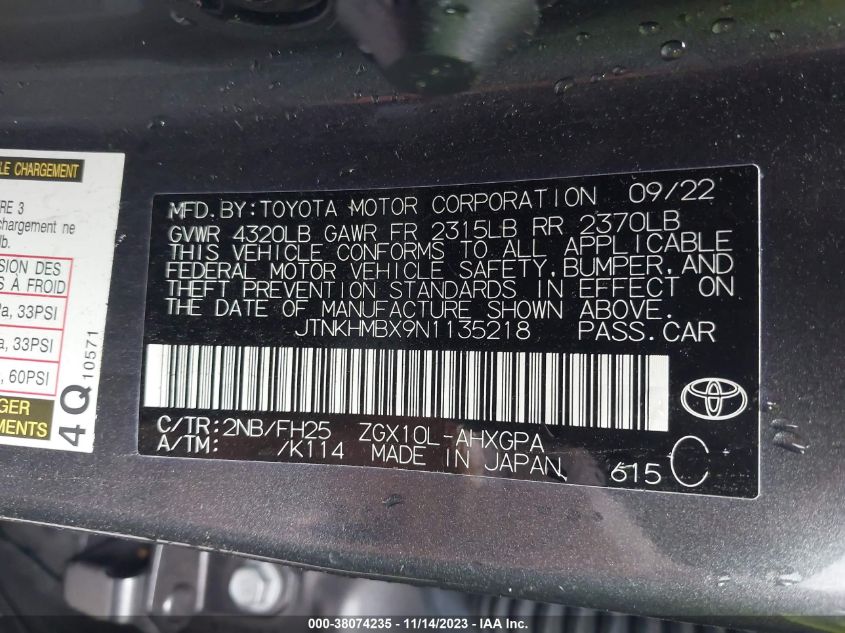 LE CHARGEMENT
RE 3
chargement ne
lb.
SION DES
S À FROID
a, 33PSI
a, 33PSI
, 60PSI
GER
EMENTS
4Q 10571
MFD. BY: TOYOTA MOTOR CORPORATION 09/22
GVWR 4320LB GAWR FR 2315LB RR 2370LB
THIS VEHICLE CONFORMS TO ALL APPLICABLE
FEDERAL MOTOR VEHICLE SAFETY, BUMPER, AND
THEFT PREVENTION STANDARDS IN EFFECT ON
THE DATE OF MANUFACTURE SHOWN ABOVE.
JTNKHMBX9N1135218 PASS. CAR
C/TR: 2NB/FH25 ZGX10L-AHXGPA
A/TM: /K114 MADE IN JAPAN 615 C
000-38074235 - 11/14/2023 - IAA Inc.